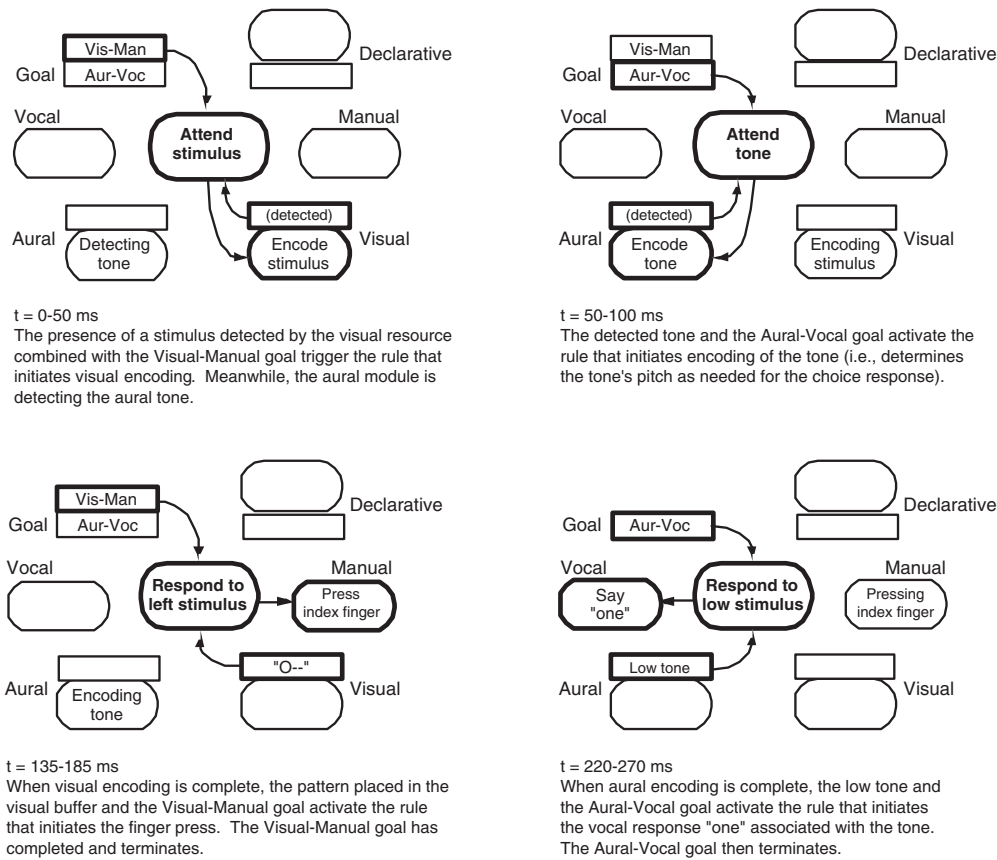 Vis-Man
Goal
Aur-Voc
Declarative
Vocal
Manual
Attend
stimulus
(detected)
Aural
Detecting
tone
Encode
stimulus
Visual
t = 0-50 ms
The presence of a stimulus detected by the visual resource
combined with the Visual-Manual goal trigger the rule that
initiates visual encoding. Meanwhile, the aural module is
detecting the aural tone.
Vis-Man
Goal
Aur-Voc
Declarative
Vocal
Manual
Attend
tone
(detected)
Aural
Encode
tone
Encoding
stimulus
Visual
t = 50-100 ms
The detected tone and the Aural-Vocal goal activate the
rule that initiates encoding of the tone (i.e., determines
the tone's pitch as needed for the choice response).
Vis-Man
Goal
Aur-Voc
Declarative
Vocal
Manual
Respond to
left stimulus
Press
index finger
"O--"
Aural
Encoding
tone
Visual
t = 135-185 ms
When visual encoding is complete, the pattern placed in the
visual buffer and the Visual-Manual goal activate the rule
that initiates the finger press. The Visual-Manual goal has
completed and terminates.
Goal
Aur-Voc
Declarative
Vocal
Manual
Say
"one"
Respond to
low stimulus
Pressing
index finger
Low tone
Aural
Visual
t = 220-270 ms
When aural encoding is complete, the low tone and
the Aural-Vocal goal activate the rule that initiates
the vocal response "one" associated with the tone.
The Aural-Vocal goal then terminates.